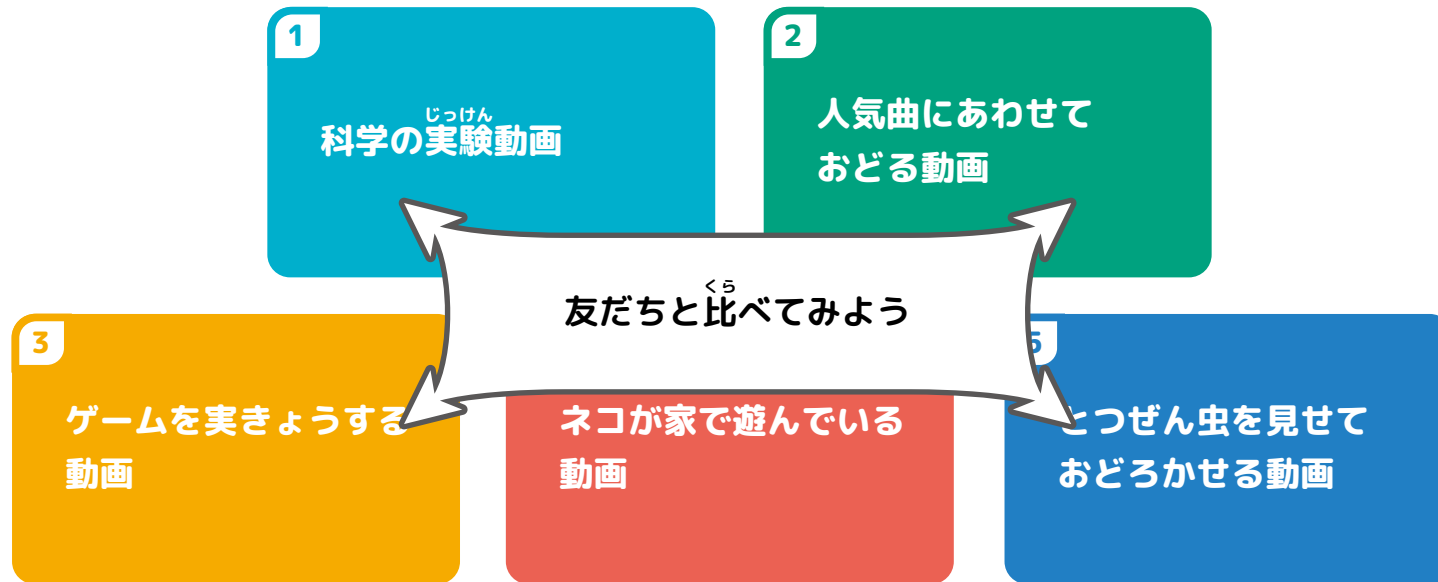 1
科学の実験動画
じっけん
2
人気曲にあわせて
おどる動画
友だちと比べてみよう
くら
3
ゲームを実きょうする
動画
ネコが家で遊んでいる
動画
5
とつぜん虫を見せて
おどろかせる動画